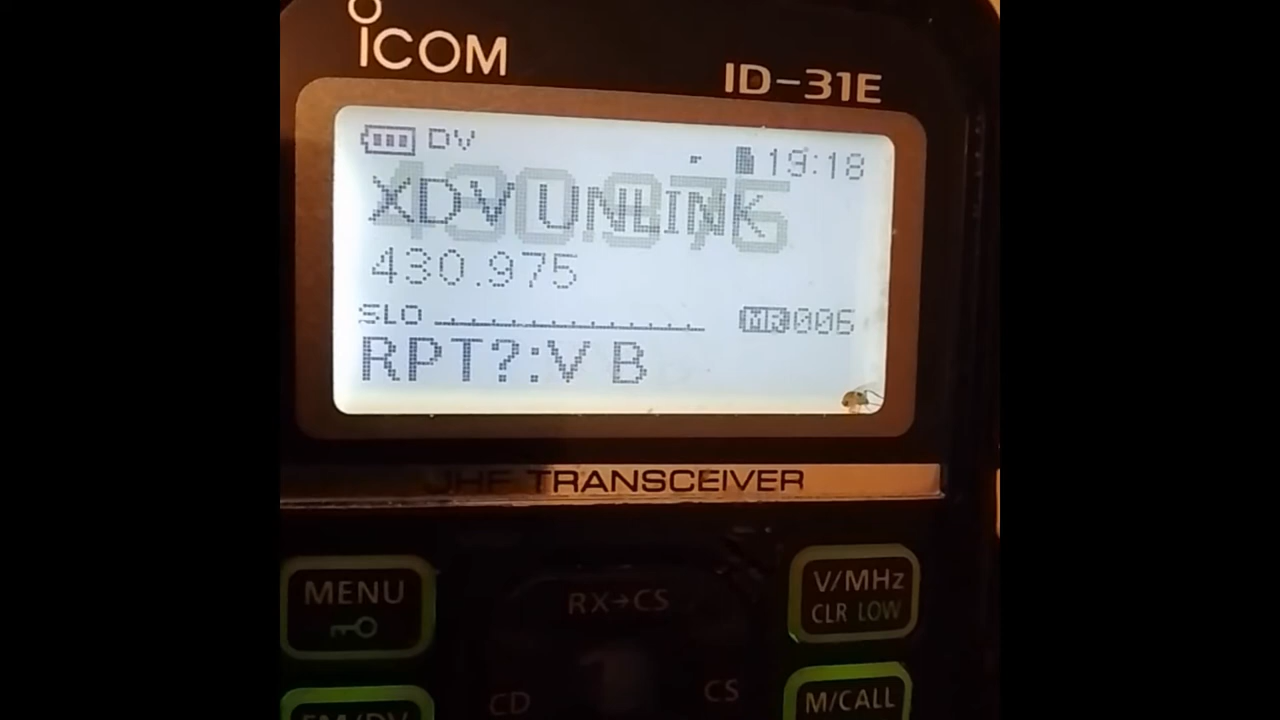 ICOM
ID-31E
DV
19:18
XDV UNLINK
430.975
SLO
MR 006
RPT?:V B
UHF TRANSCEIVER
MENU
RX→CS
V/MHz
CLR LOW
CD
CS
M/CALL